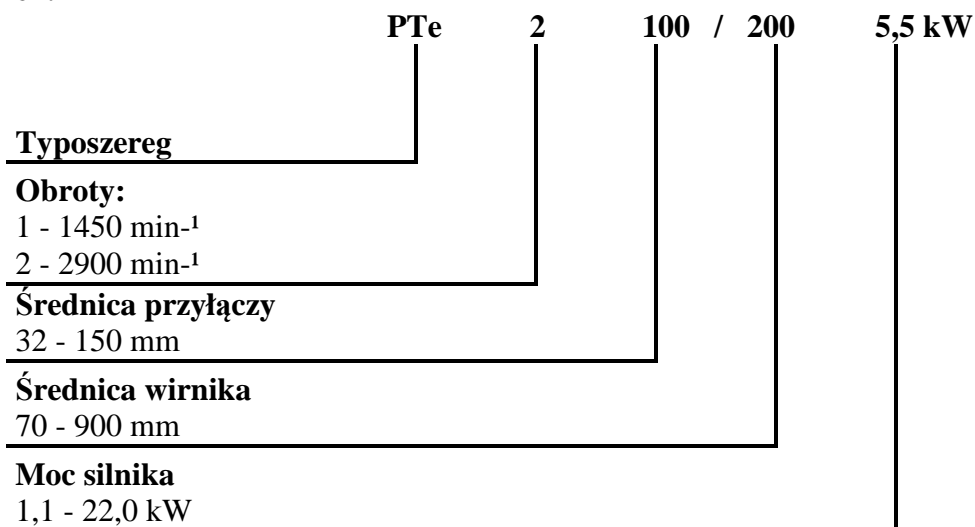 PTe 2 100 / 200 5,5 kW
Typoszereg
Obroty:
1 - 1450 min-¹
2 - 2900 min-¹
Średnica przyłączy
32 - 150 mm
Średnica wirnika
70 - 900 mm
Moc silnika
1,1 - 22,0 kW